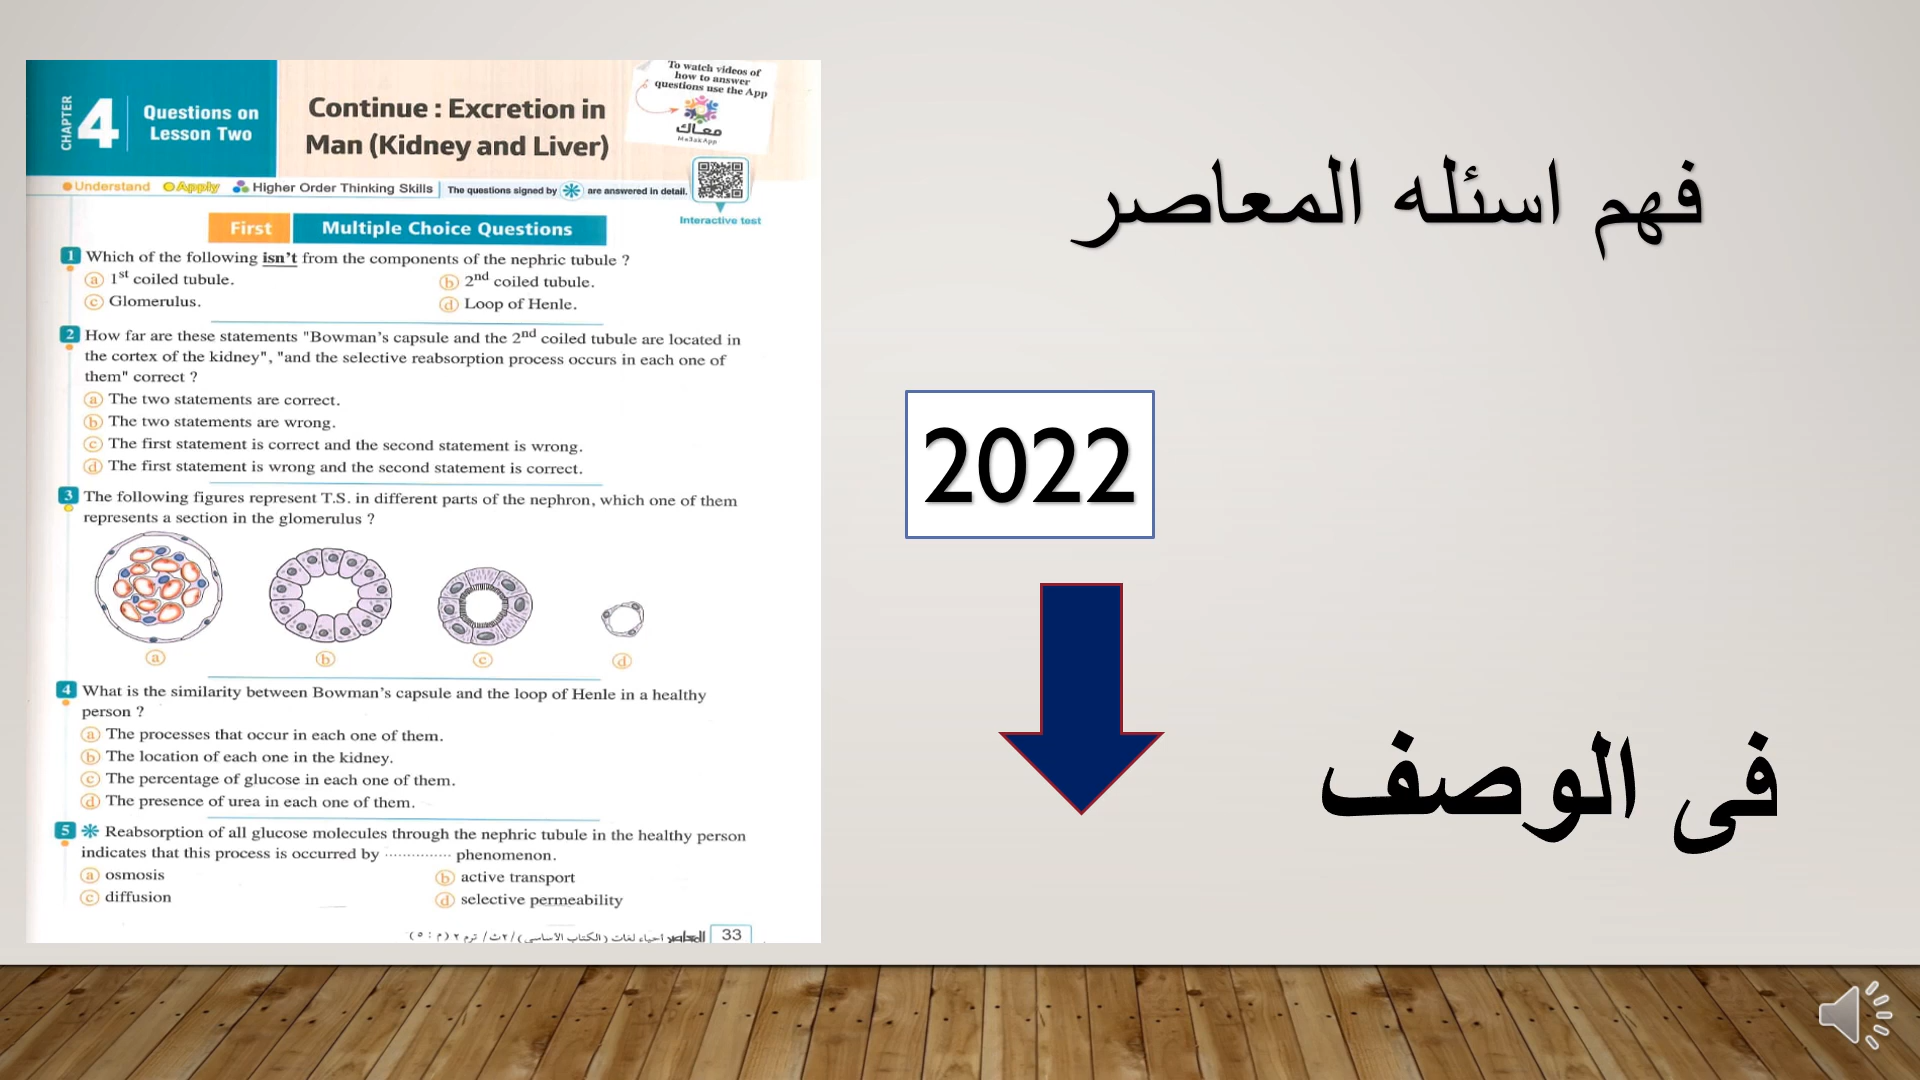 CHAPTER
4
Questions on
Lesson Two
Continue : Excretion in
Man (Kidney and Liver)
To watch videos of
how to answer
questions use the App
معاك
Interactive test
Understand Apply Higher Order Thinking Skills The questions signed by are answered in detail.
First Multiple Choice Questions
1 Which of the following isn't from the components of the nephric tubule ?
a 1st coiled tubule. b 2nd coiled tubule.
c Glomerulus. d Loop of Henle.
2 How far are these statements "Bowman's capsule and the 2nd coiled tubule are located in
the cortex of the kidney", "and the selective reabsorption process occurs in each one of
them" correct ?
a The two statements are correct.
b The two statements are wrong.
c The first statement is correct and the second statement is wrong.
d The first statement is wrong and the second statement is correct.
3 The following figures represent T.S. in different parts of the nephron, which one of them
represents a section in the glomerulus ?
a b c d
4 What is the similarity between Bowman's capsule and the loop of Henle in a healthy
person ?
a The processes that occur in each one of them.
b The location of each one in the kidney.
c The percentage of glucose in each one of them.
d The presence of urea in each one of them.
5 Reabsorption of all glucose molecules through the nephric tubule in the healthy person
indicates that this process is occurred by .............. phenomenon.
a osmosis b active transport
c diffusion d selective permeability
المعاصر أحياء لغات (الكتاب الأساسى) /٢ث/ ترم ٢ (م : ٥)
33
فهم اسئله المعاصر
2022
فى الوصف